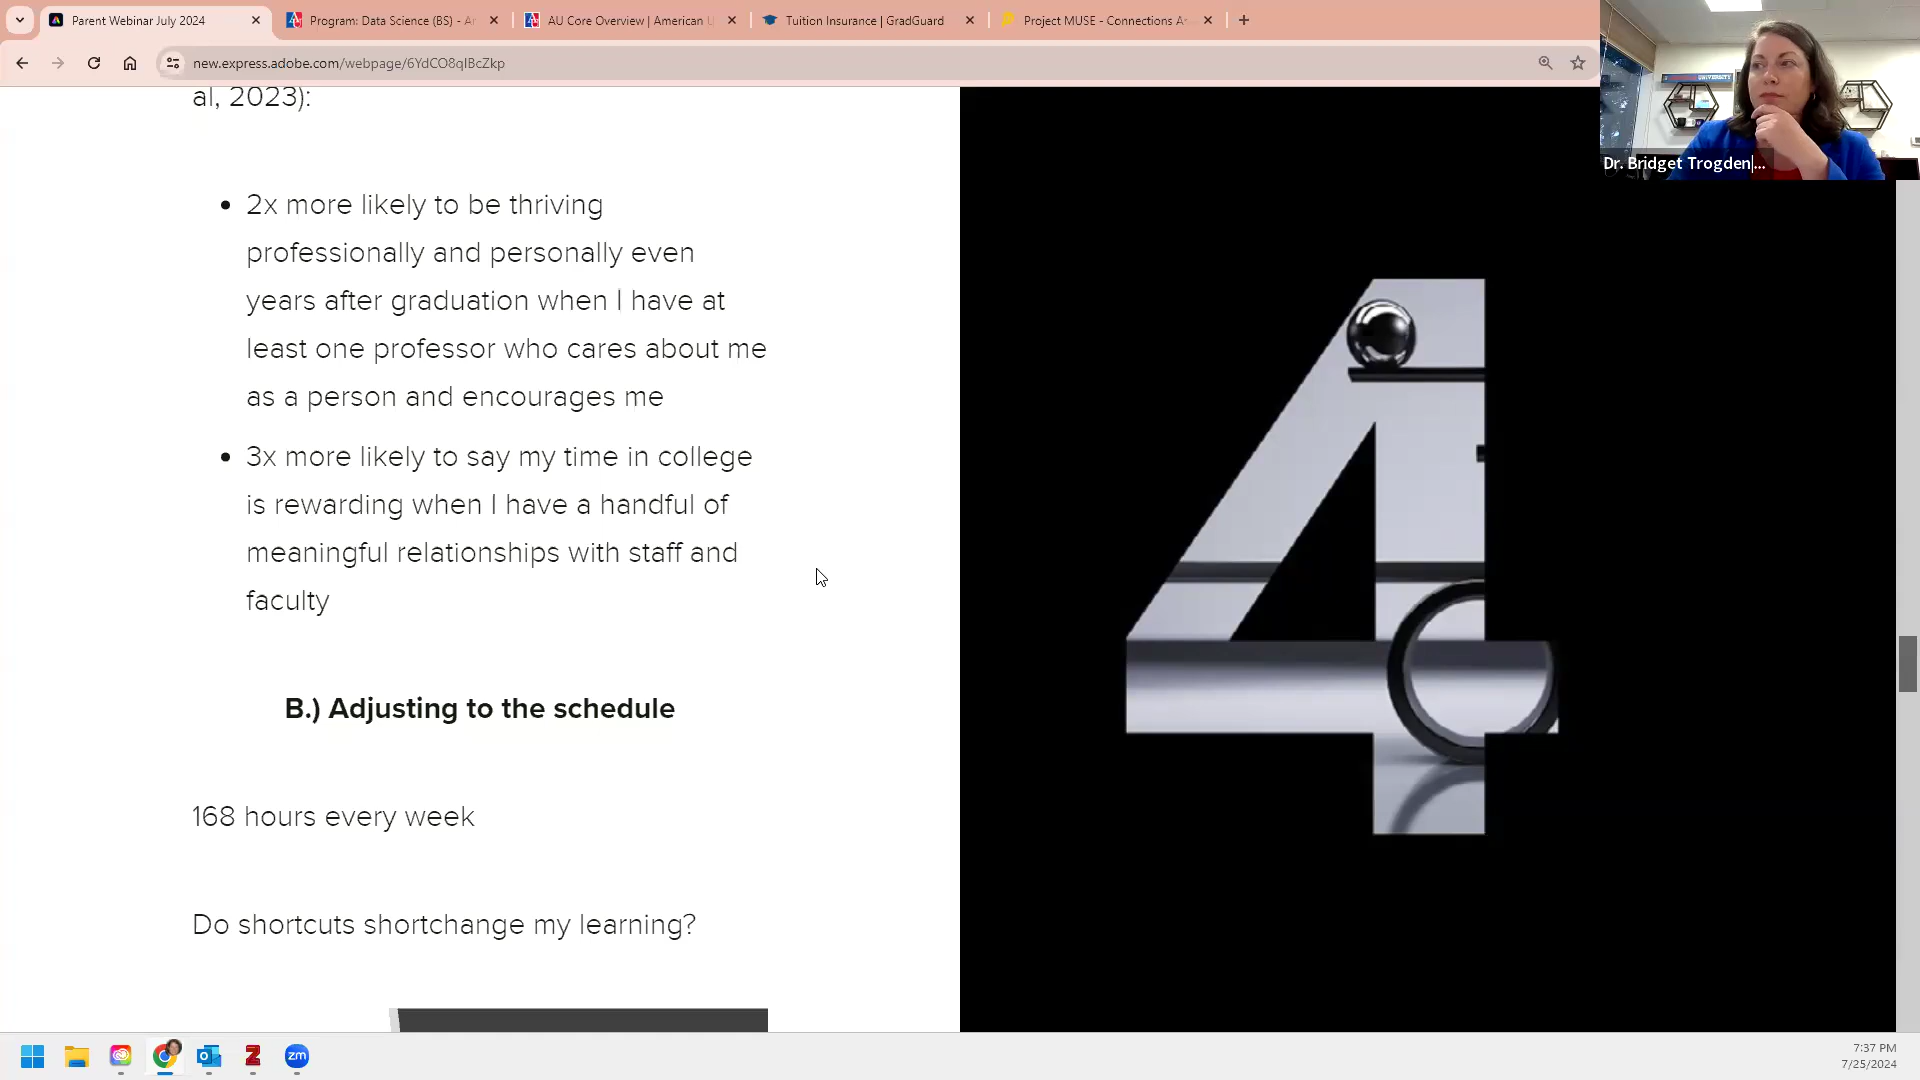 Parent Webinar July 2024
Program: Data Science (BS) - Ar
AU Core Overview | American U
Tuition Insurance | GradGuard
Project MUSE - Connections A
new.express.adobe.com/webpage/6YdCO8qIBcZkp
Dr. Bridget Trogden|...
al, 2023):
2x more likely to be thriving
professionally and personally even
years after graduation when I have at
least one professor who cares about me
as a person and encourages me
3x more likely to say my time in college
is rewarding when I have a handful of
meaningful relationships with staff and
faculty
B.) Adjusting to the schedule
168 hours every week
Do shortcuts shortchange my learning?
4
zm
7:37 PM
7/25/2024